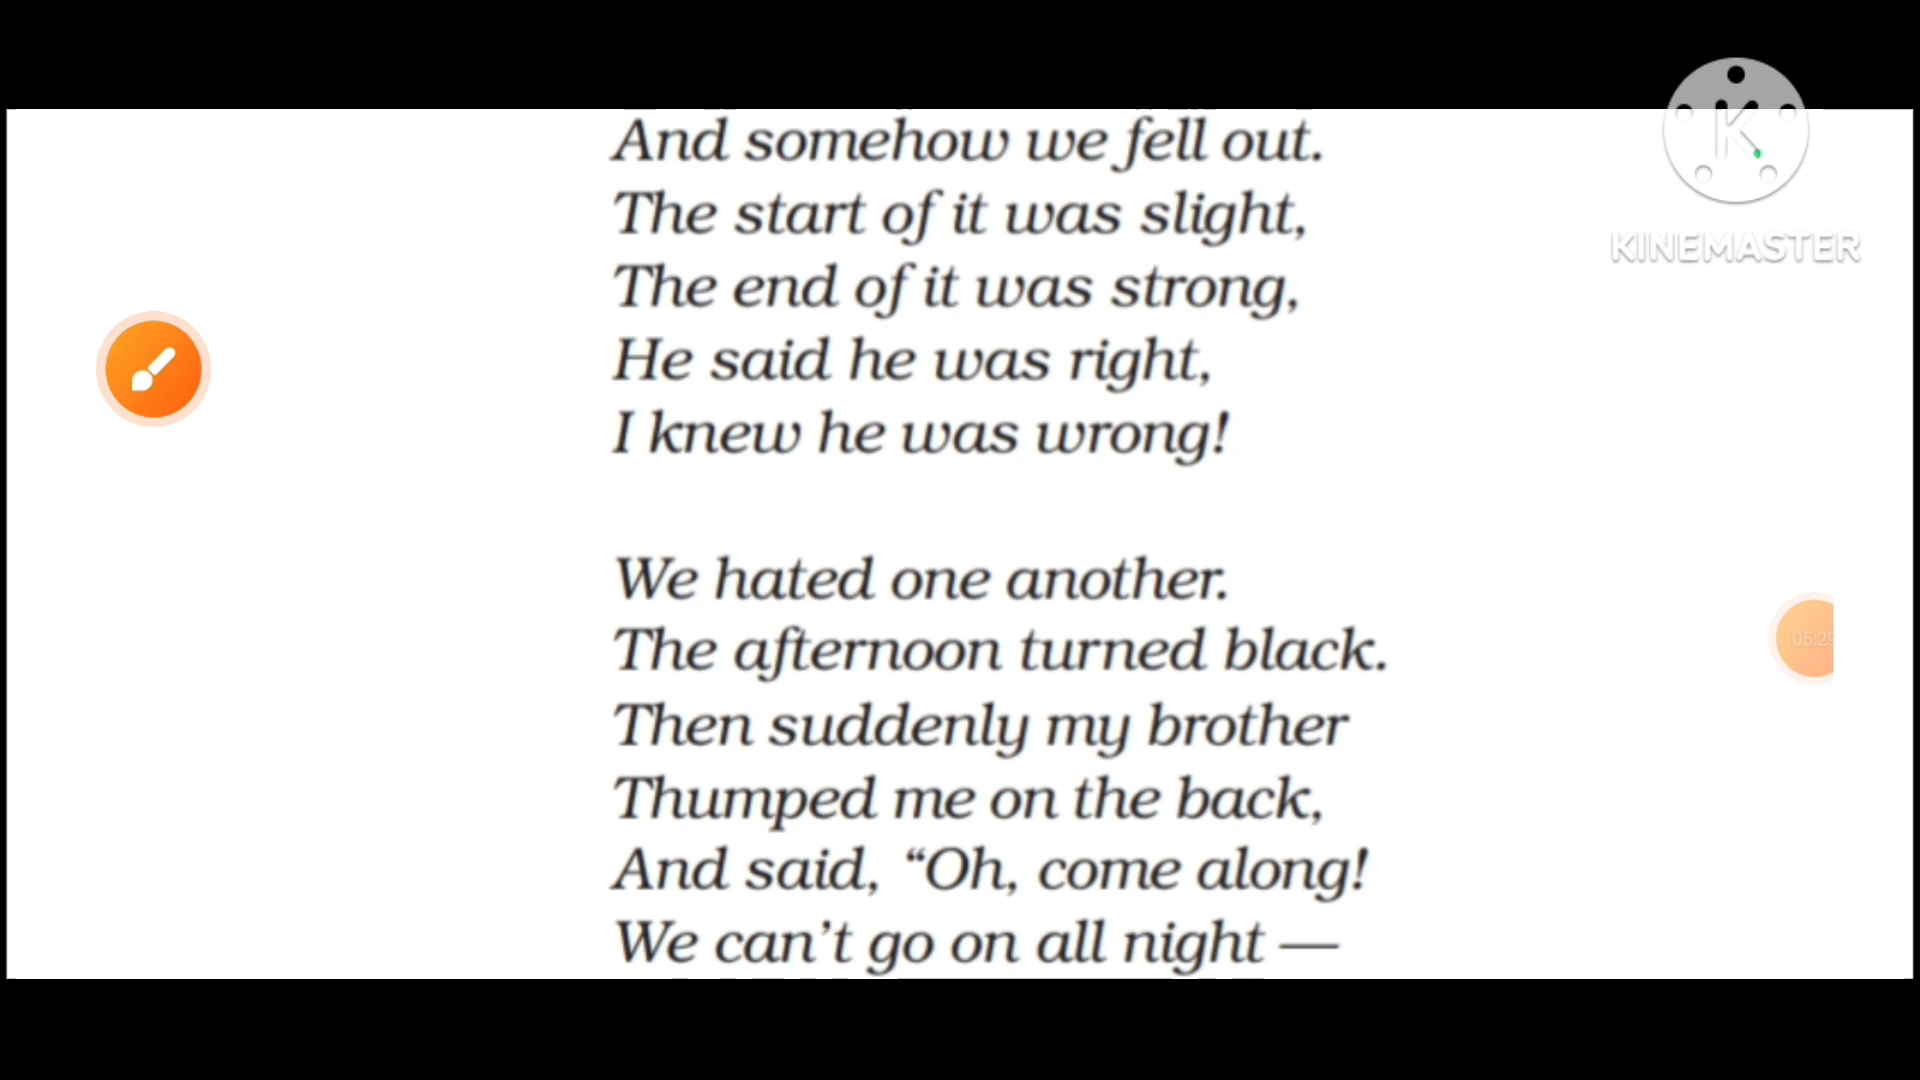 And somehow we fell out.
The start of it was slight,
The end of it was strong,
He said he was right,
I knew he was wrong!
We hated one another.
The afternoon turned black.
Then suddenly my brother
Thumped me on the back,
And said, “Oh, come along!
We can’t go on all night —
KINEMASTER
05:29